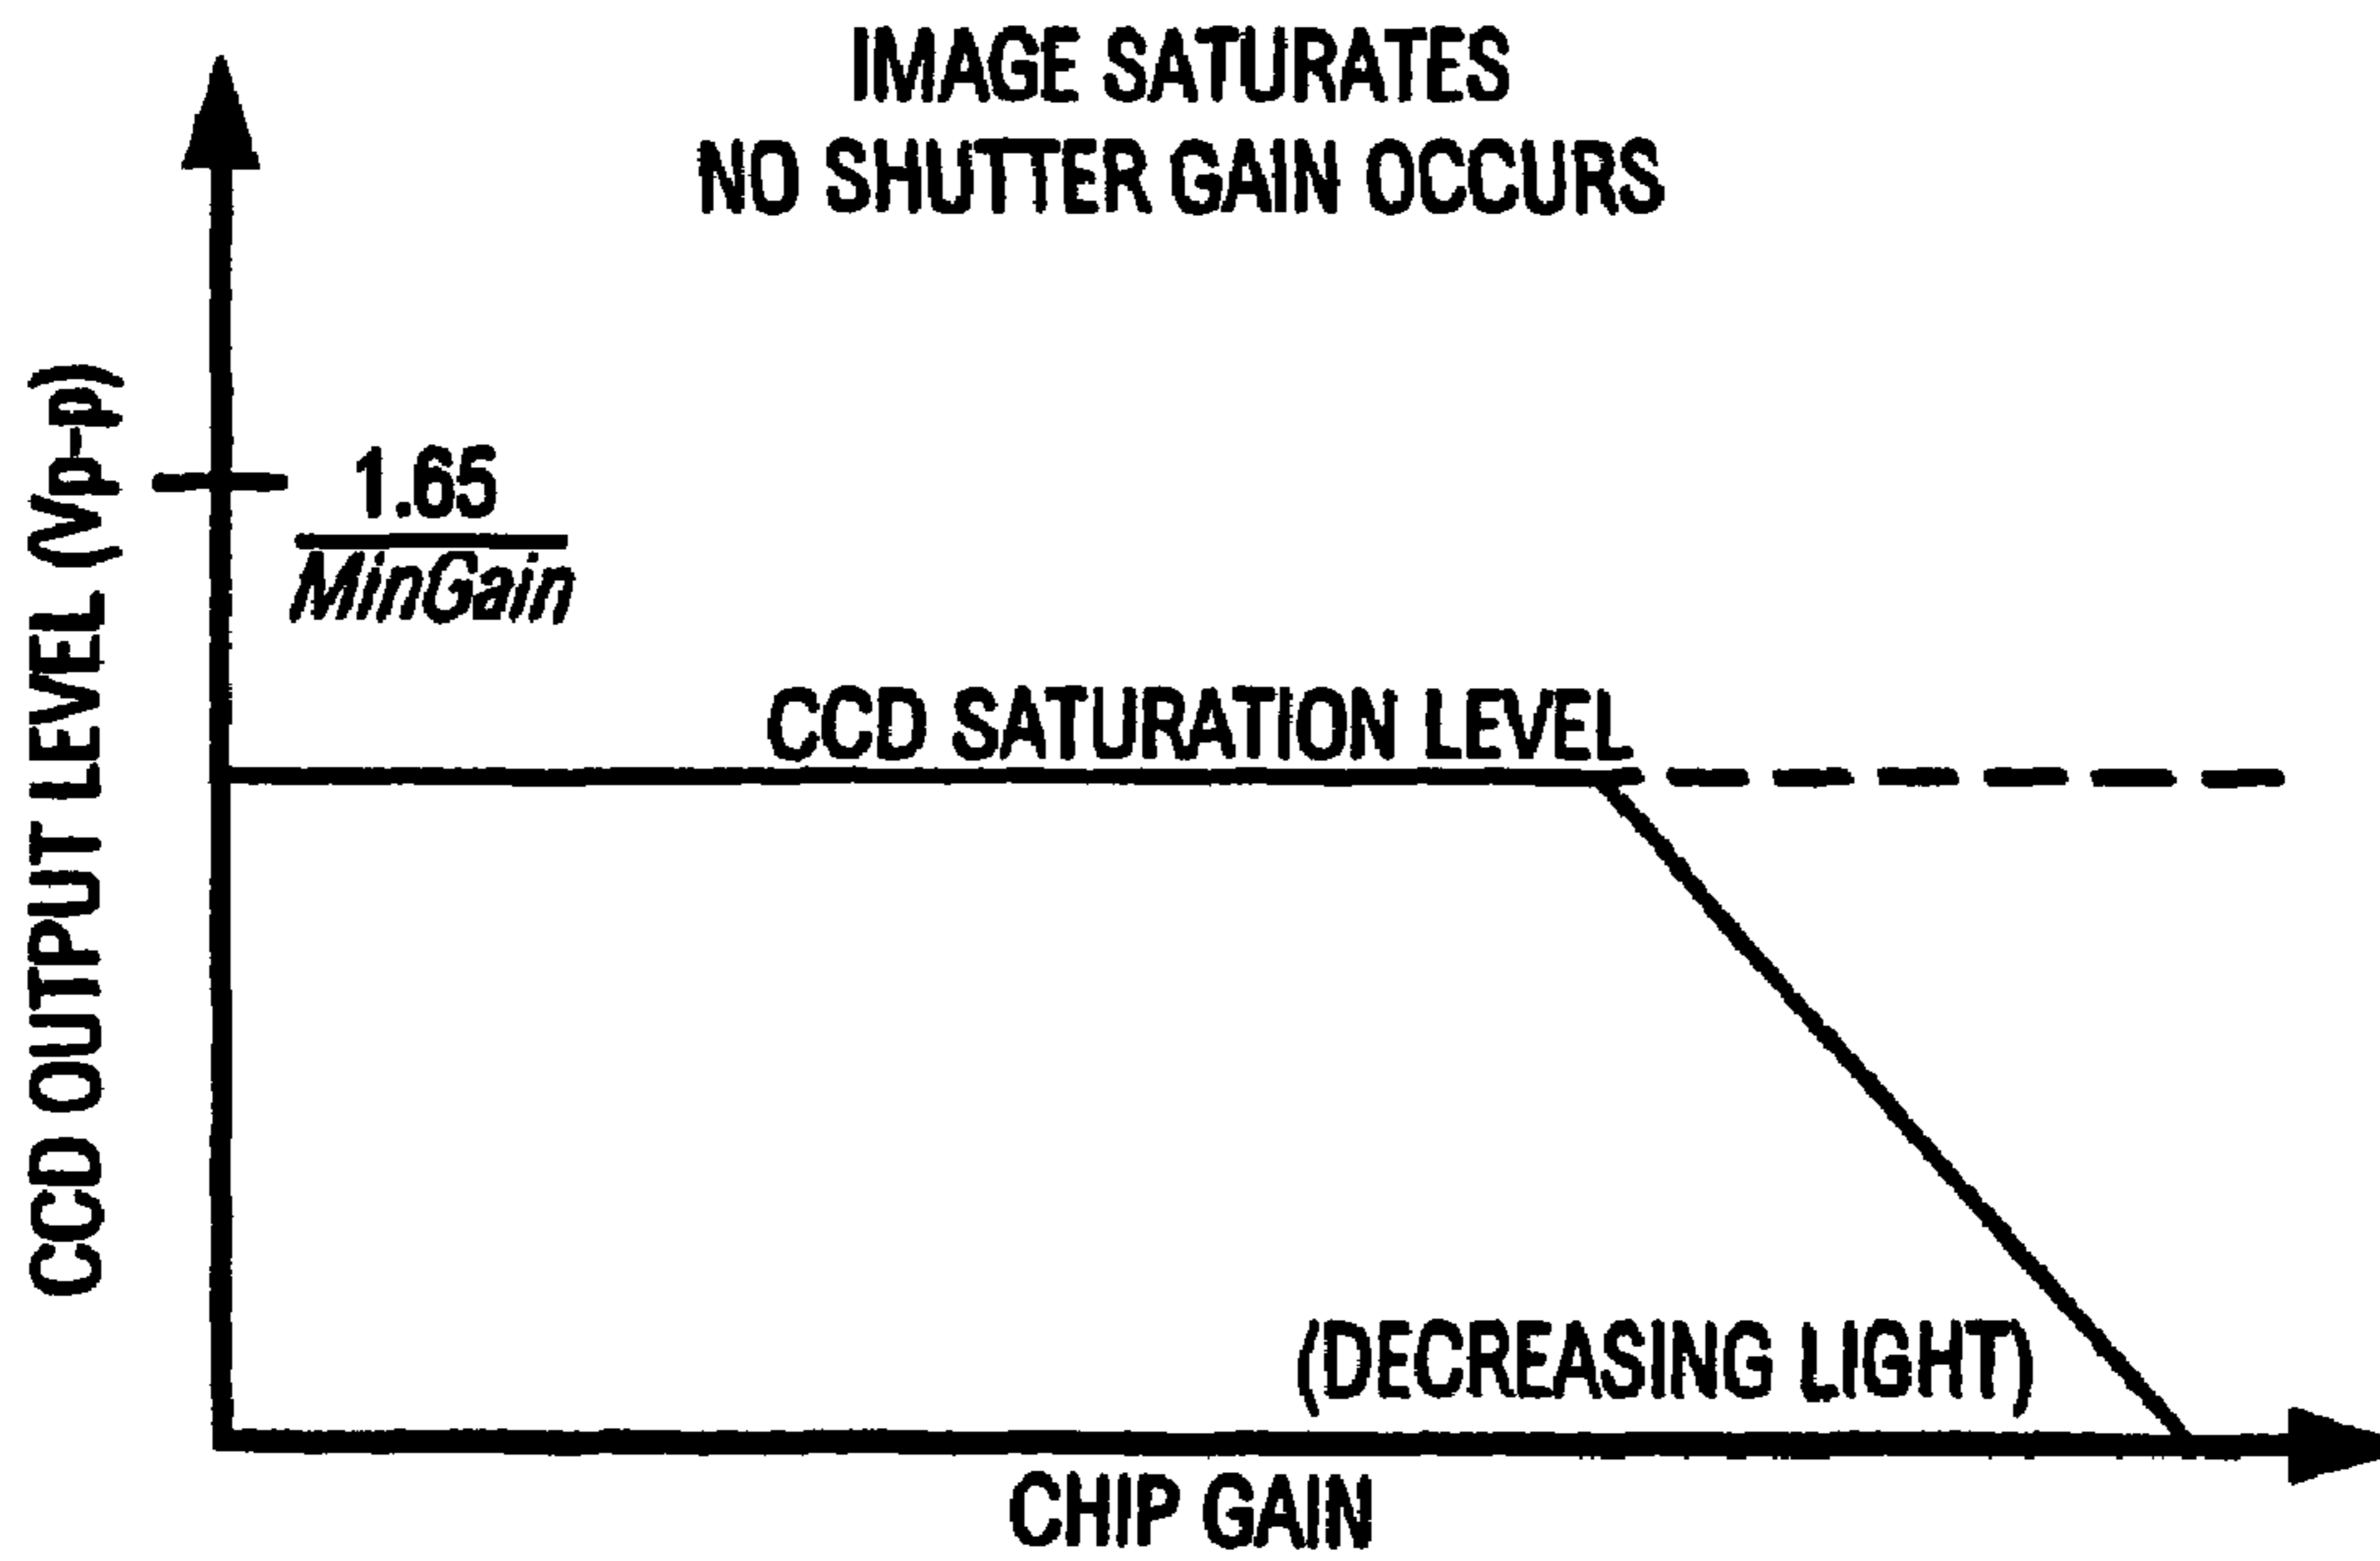 IMAGE SATURATES
NO SHUTTER GAIN OCCURS
CCD OUTPUT LEVEL (Vp-p)
1.65
MinGain
CCD SATURATION LEVEL
(DECREASING LIGHT)
CHIP GAIN